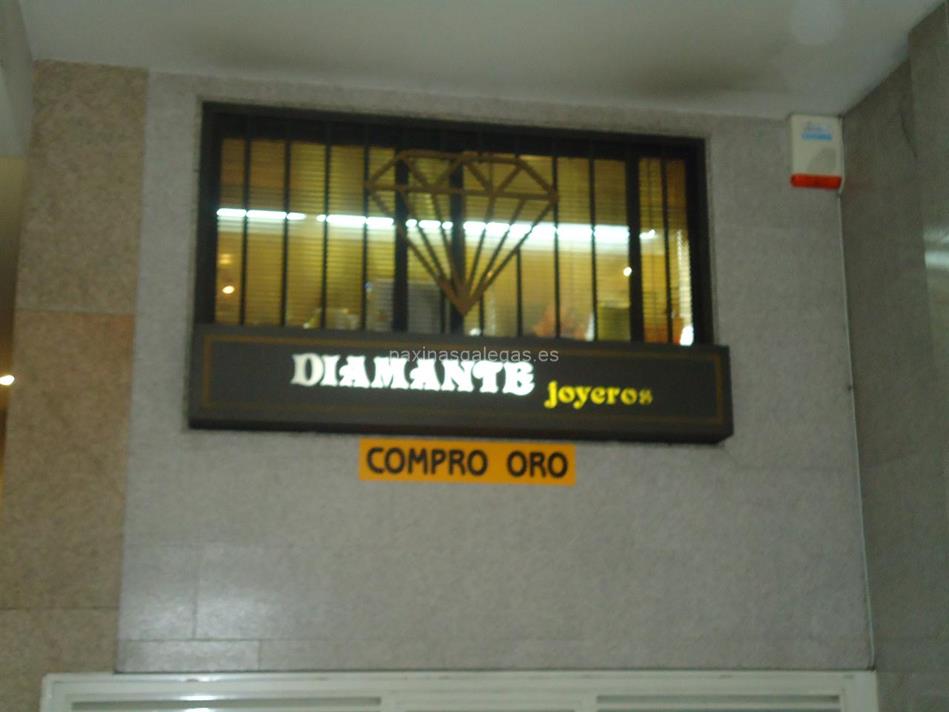 paxinasgalegas.es
DIAMANTE joyeros
COMPRO ORO